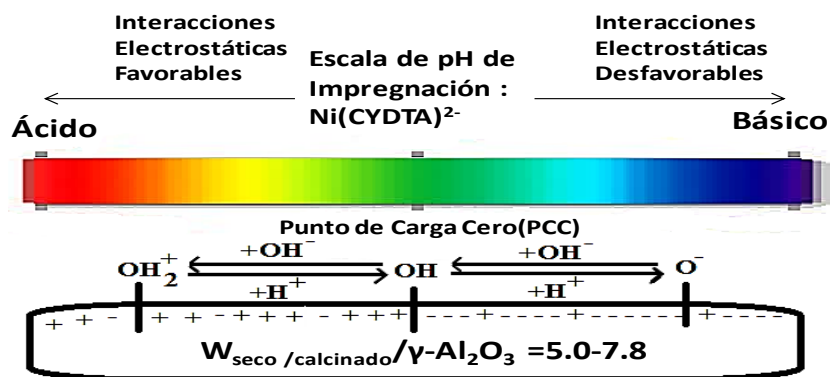 Interacciones
Electrostáticas
Favorables
Escala de pH de
Impregnación :
Ni(CYDTA)²⁻
Interacciones
Electrostáticas
Desfavorables
Ácido
Básico
Punto de Carga Cero(PCC)
+OH⁻ +OH⁻
OH₂⁺ OH O⁻
+H⁺ +H⁺
+ + - + + - + + + - + + + - - - - + - - - - - + - - - -
W seco /calcinado/γ-Al₂O₃ =5.0-7.8